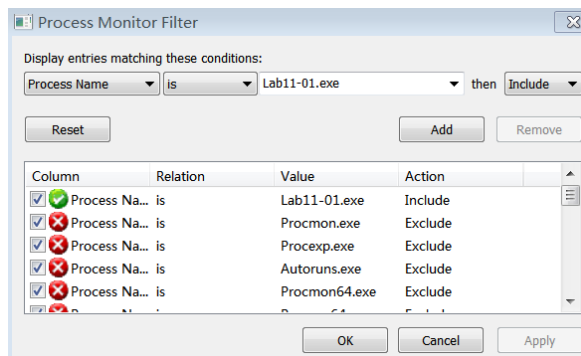 Process Monitor Filter
Display entries matching these conditions:
Process Name is Lab11-01.exe then Include
Reset Add Remove
Column Relation Value Action
Process Na... is Lab11-01.exe Include
Process Na... is Procmon.exe Exclude
Process Na... is Procexp.exe Exclude
Process Na... is Autoruns.exe Exclude
Process Na... is Procmon64.exe Exclude
OK Cancel Apply